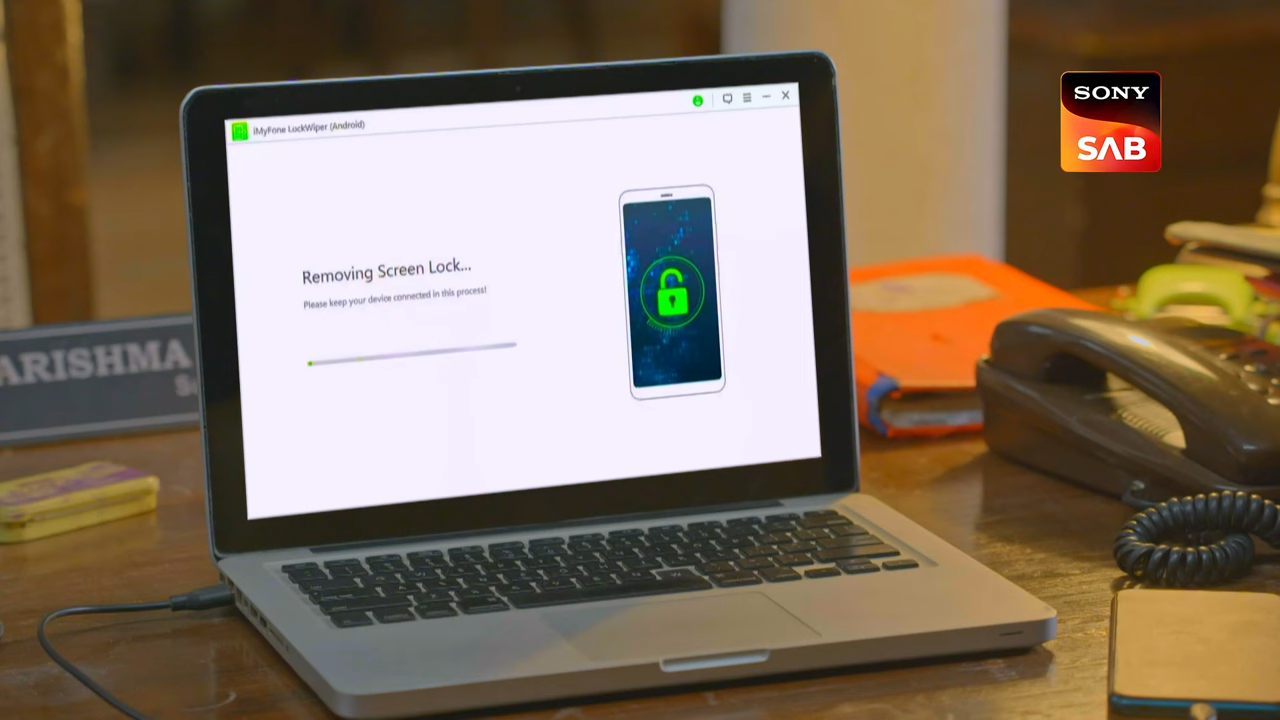 SONY
SAB
iMyFone LockWiper (Android)
Removing Screen Lock...
Please keep your device connected in this process!
ARISHMA